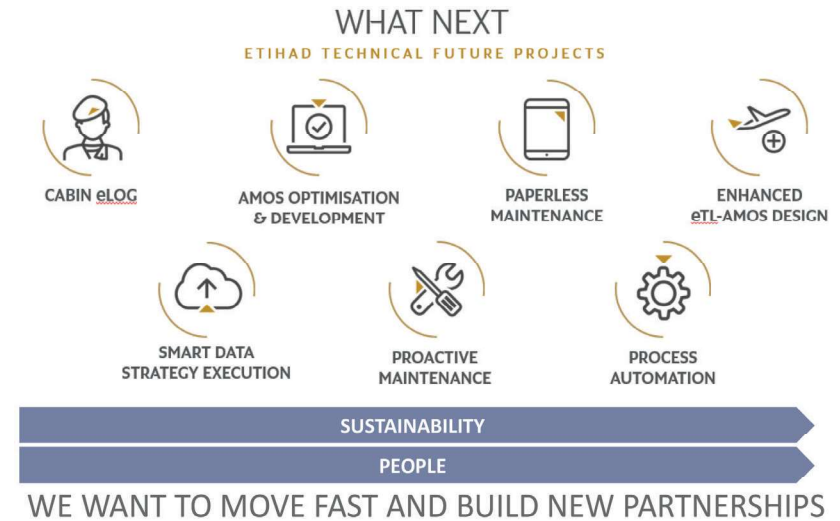 WHAT NEXT
ETIHAD TECHNICAL FUTURE PROJECTS
CABIN eLOG
AMOS OPTIMISATION
& DEVELOPMENT
PAPERLESS
MAINTENANCE
ENHANCED
eTL-AMOS DESIGN
SMART DATA
STRATEGY EXECUTION
PROACTIVE
MAINTENANCE
PROCESS
AUTOMATION
SUSTAINABILITY
PEOPLE
WE WANT TO MOVE FAST AND BUILD NEW PARTNERSHIPS